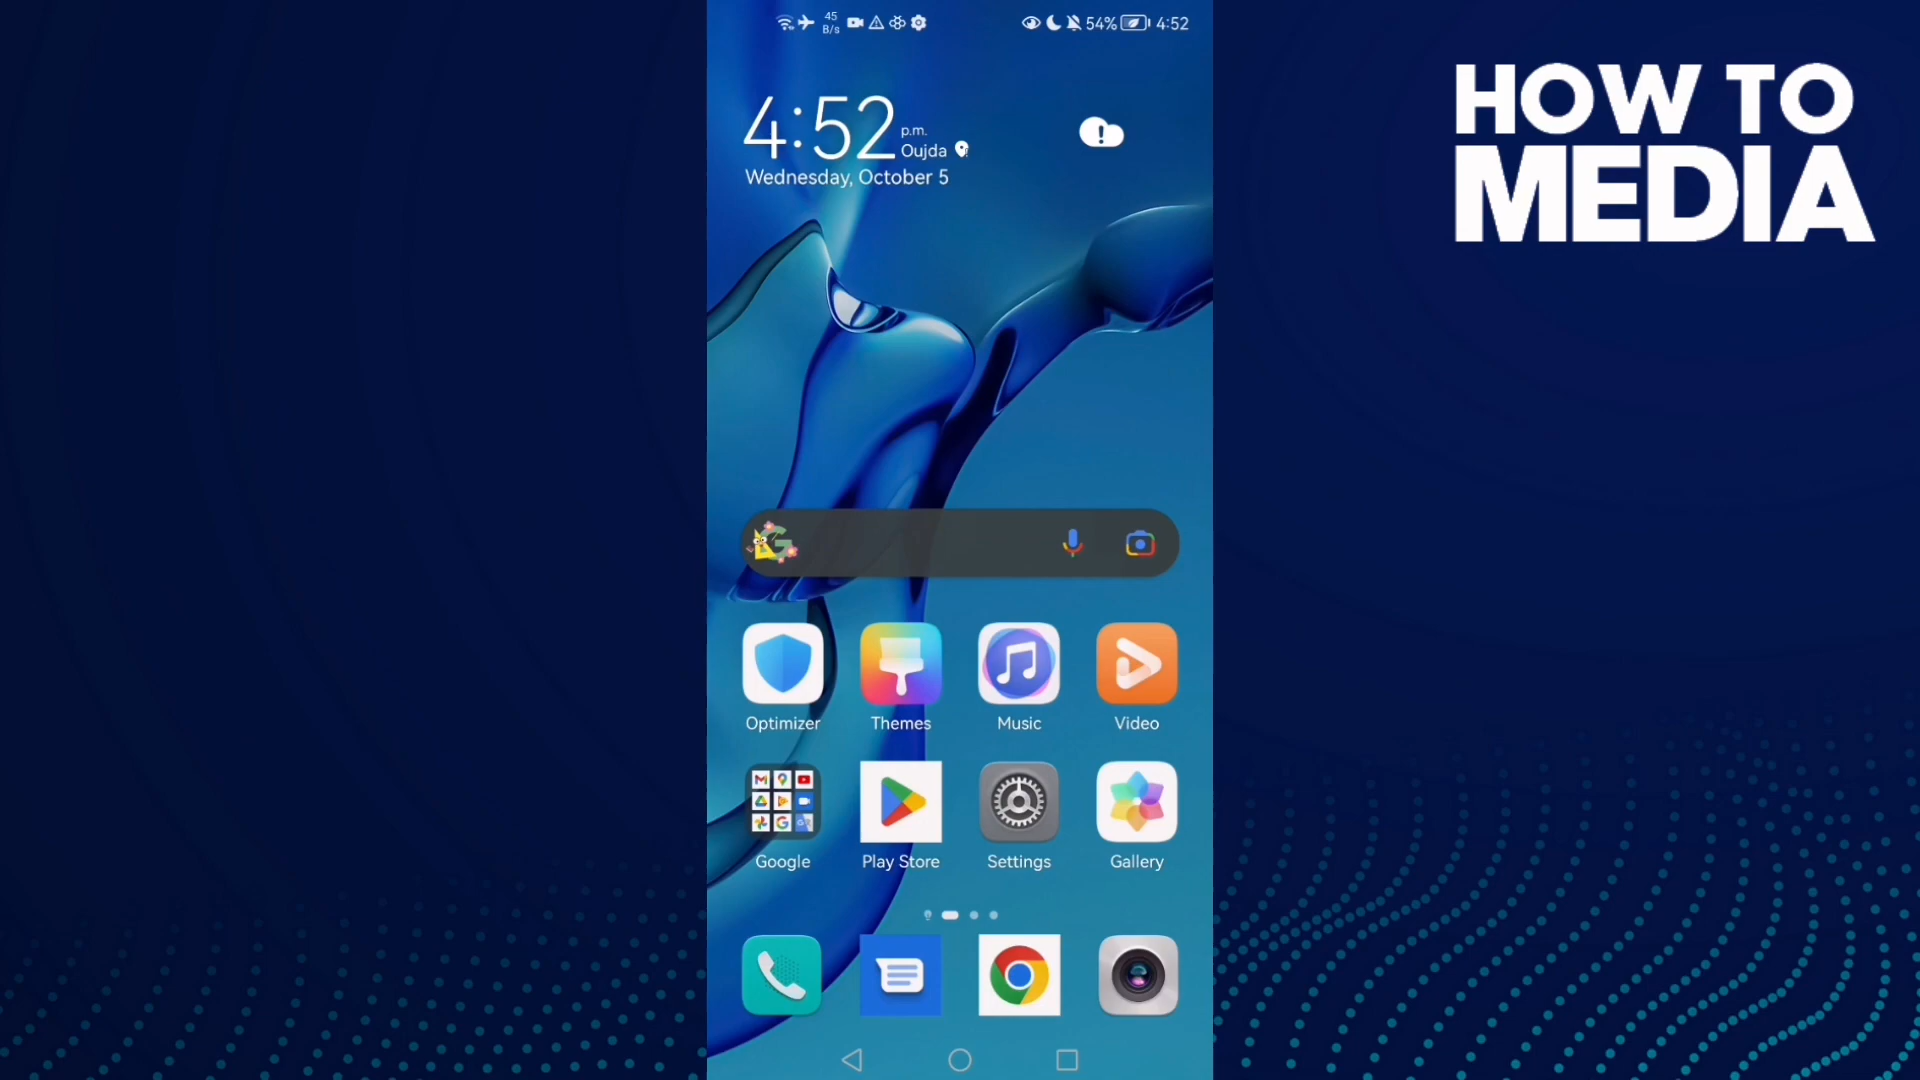 45
B/s
54%
4:52
HOW TO
MEDIA
4:52
p.m.
Oujda
Wednesday, October 5
Optimizer
Themes
Music
Video
Google
Play Store
Settings
Gallery